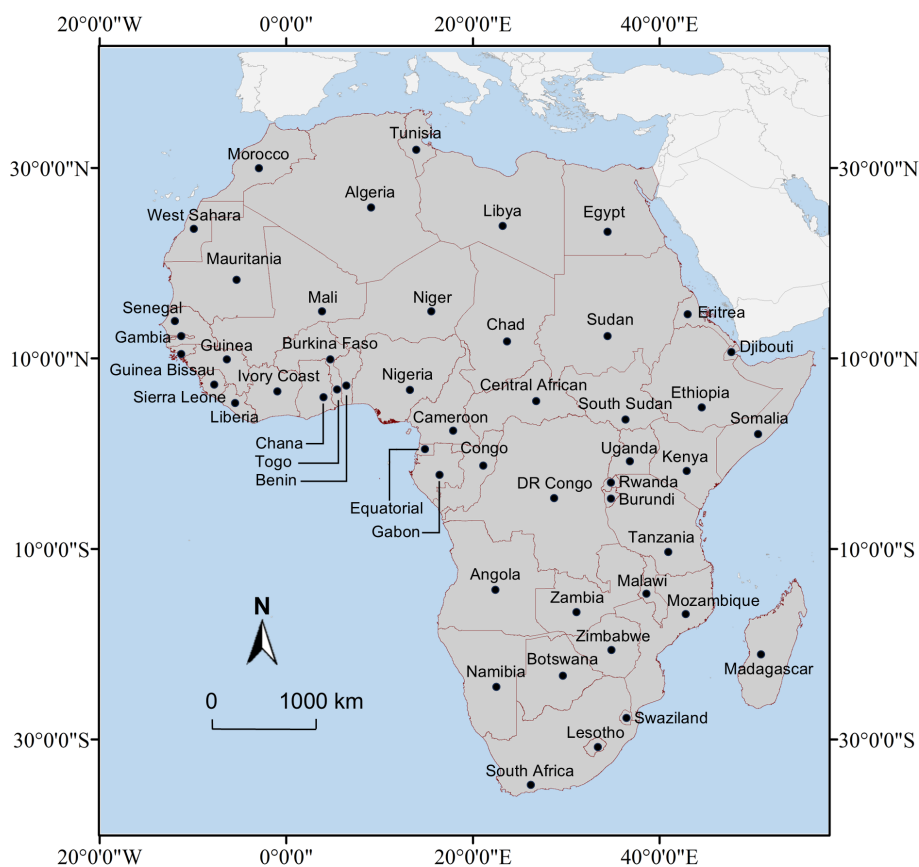 20°0'0"W 0°0'0" 20°0'0"E 40°0'0"E
Tunisia
Morocco
30°0'0"N 30°0'0"N
Algeria
Libya
Egypt
West Sahara
Mauritania
Mali
Niger
Senegal
Eritrea
Chad
Sudan
Gambia
Guinea
Burkina Faso
Djibouti
10°0'0"N 10°0'0"N
Guinea Bissau
Ivory Coast
Nigeria
Central African
Ethiopia
Sierra Leone
South Sudan
Liberia
Cameroon
Somalia
Chana
Congo
Uganda
Kenya
Togo
Benin
DR Congo
Rwanda
Burundi
Equatorial
Gabon
Tanzania
10°0'0"S 10°0'0"S
Angola
Malawi
Zambia
Mozambique
N
Zimbabwe
Botswana
Namibia
Madagascar
0 1000 km
Swaziland
Lesotho
30°0'0"S 30°0'0"S
South Africa
20°0'0"W 0°0'0" 20°0'0"E 40°0'0"E